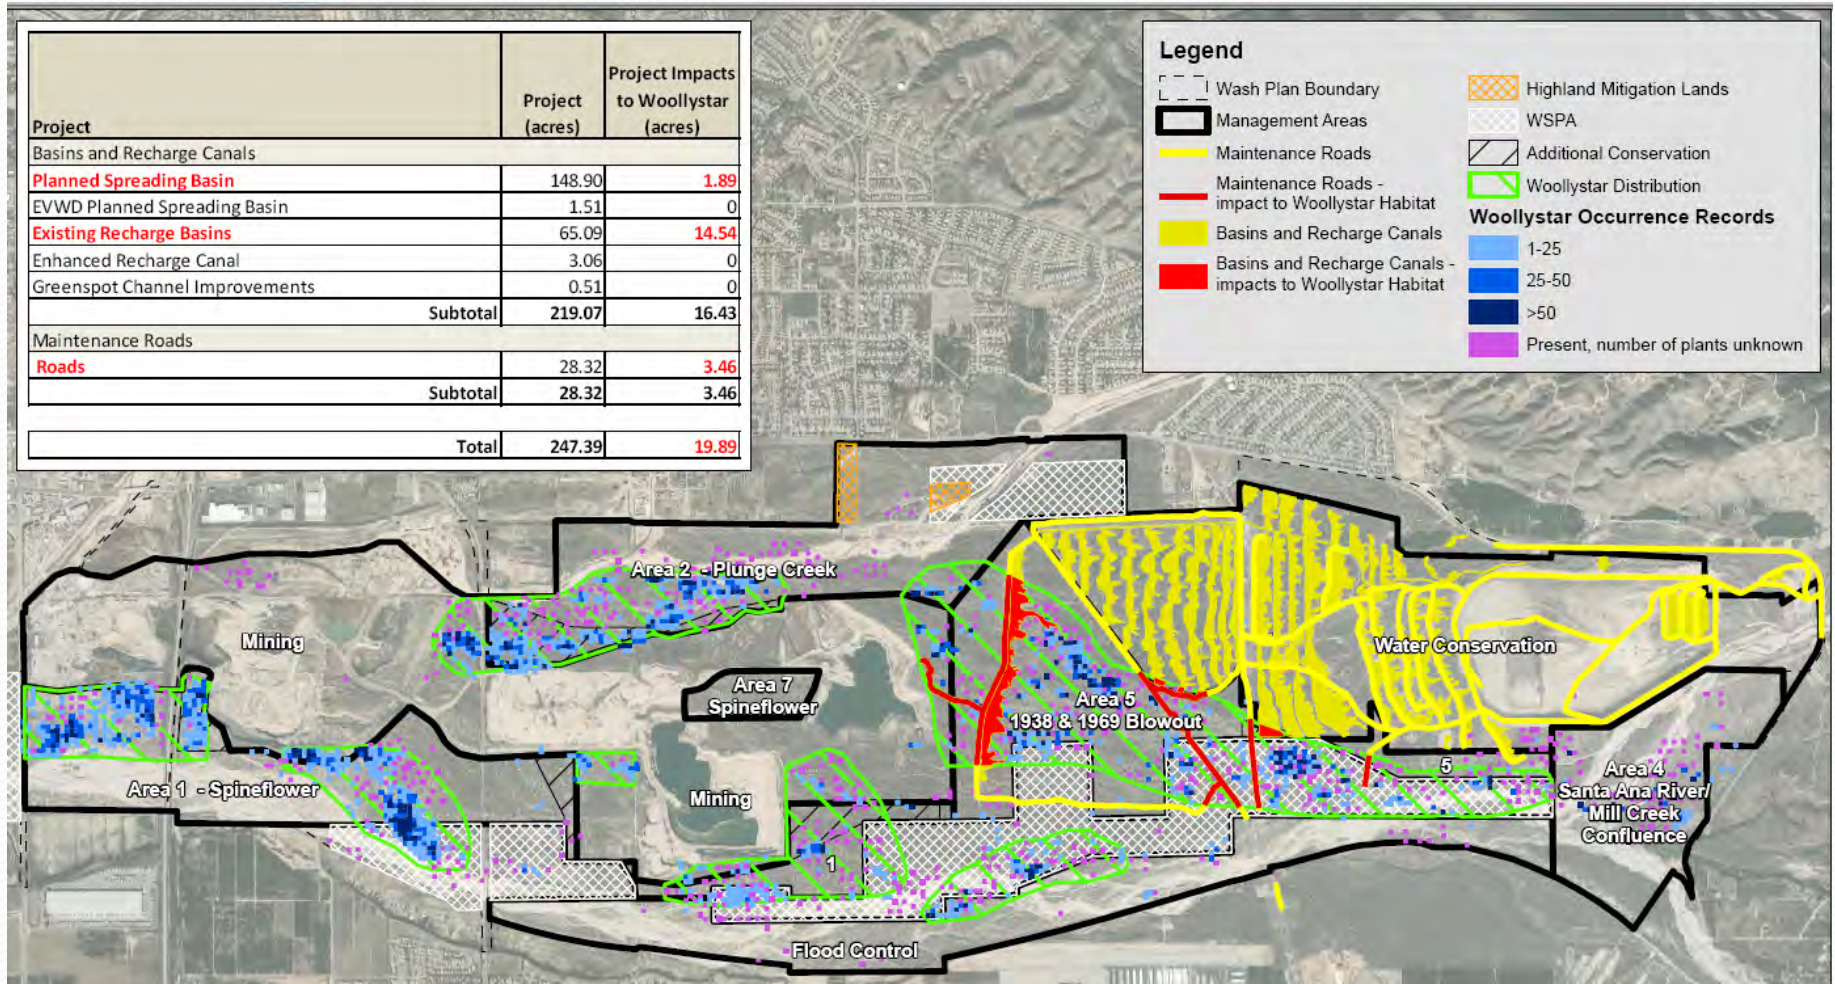 Project
Project (acres)
Project Impacts to Woollystar (acres)
Basins and Recharge Canals
Planned Spreading Basin 148.90 1.89
EVWD Planned Spreading Basin 1.51 0
Existing Recharge Basins 65.09 14.54
Enhanced Recharge Canal 3.06 0
Greenspot Channel Improvements 0.51 0
Subtotal 219.07 16.43
Maintenance Roads
Roads 28.32 3.46
Subtotal 28.32 3.46
Total 247.39 19.89
Legend
Wash Plan Boundary
Management Areas
Maintenance Roads
Maintenance Roads -
impact to Woollystar Habitat
Basins and Recharge Canals
Basins and Recharge Canals -
impacts to Woollystar Habitat
Highland Mitigation Lands
WSPA
Additional Conservation
Woollystar Distribution
Woollystar Occurrence Records
1-25
25-50
>50
Present, number of plants unknown
Area 2 - Plunge Creek
Mining
Water Conservation
Area 7
Spineflower
Area 5
1938 & 1969 Blowout
5
Area 4
Santa Ana River/
Mill Creek
Confluence
Area 1 - Spineflower
Mining
1
Flood Control